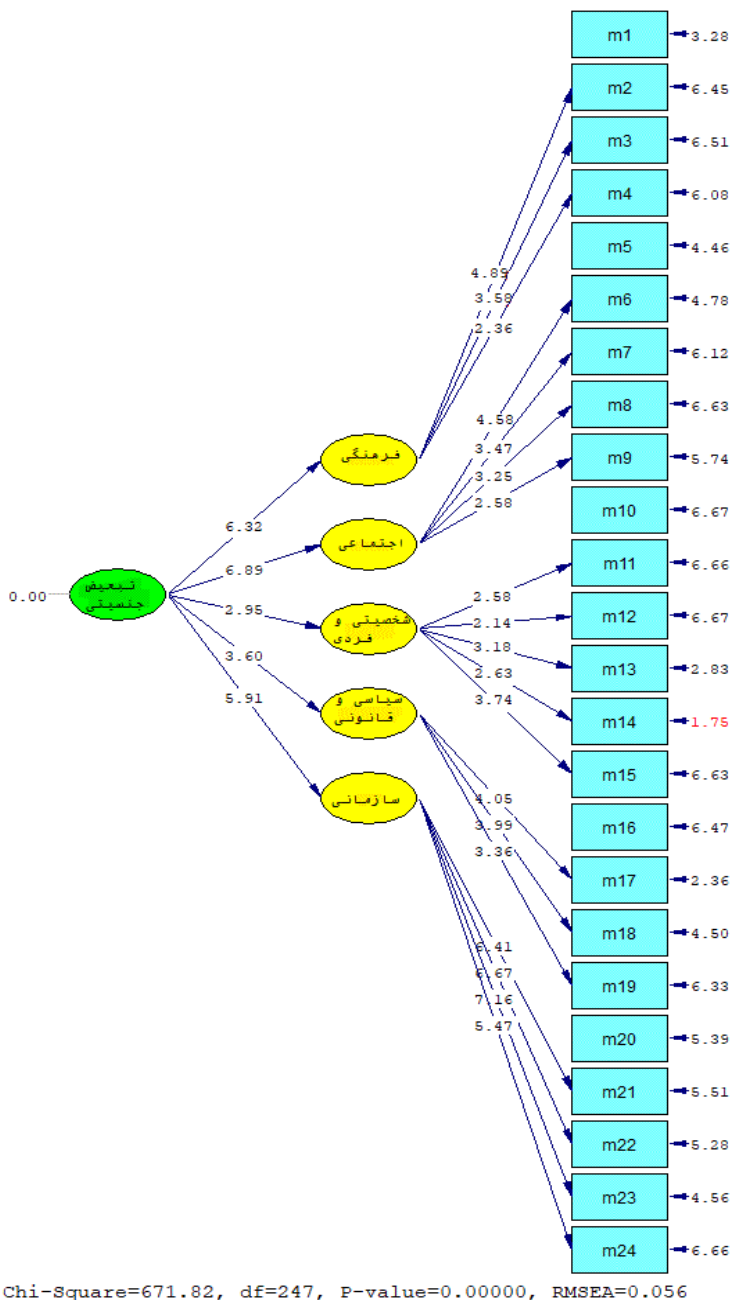 m1
3.28
m2
6.45
m3
6.51
m4
6.08
m5
4.46
m6
4.78
m7
6.12
m8
6.63
m9
5.74
m10
6.67
m11
6.66
m12
6.67
m13
2.83
m14
1.75
m15
6.63
m16
6.47
m17
2.36
m18
4.50
m19
6.33
m20
5.39
m21
5.51
m22
5.28
m23
4.56
m24
6.66
4.89
3.58
2.36
4.58
3.47
3.25
2.58
2.58
2.14
3.18
2.63
3.74
4.05
3.99
3.36
6.41
6.67
7.16
5.47
فرهنگی
اجتماعی
شخصیتی و
فردی
سیاسی و
قانونی
سازمانی
6.32
6.89
2.95
3.60
5.91
تبعیض
جنسیتی
0.00
Chi-Square=671.82, df=247, P-value=0.00000, RMSEA=0.056